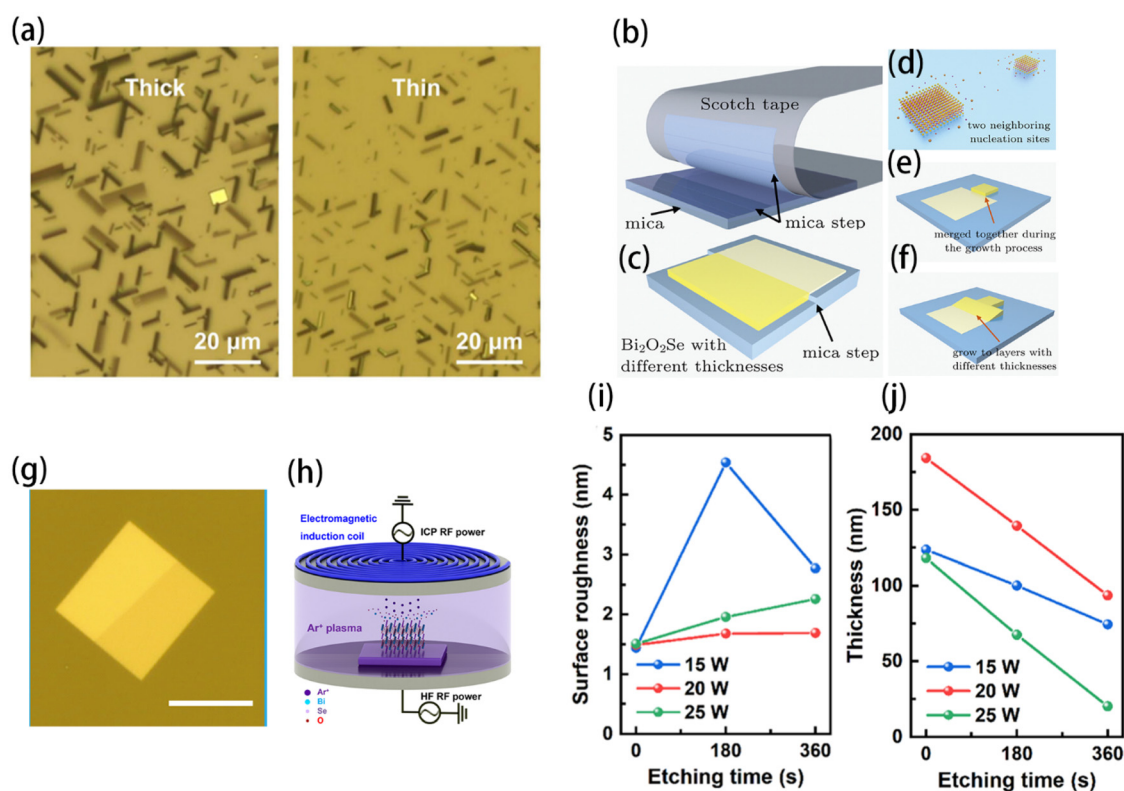 (a)
Thick
20 μm
Thin
20 μm
(b)
Scotch tape
mica
mica step
(c)
Bi₂O₂Se with
different thicknesses
mica step
(d)
two neighboring
nucleation sites
(e)
merged together during
the growth process
(f)
grow to layers with
different thicknesses
(g)
(h)
Electromagnetic
induction coil
ICP RF power
Ar⁺ plasma
Ar⁺
Bi
Se
O
HF RF power
(i)
Surface roughness (nm)
5
4
3
2
1
0
15 W
20 W
25 W
0 180 360
Etching time (s)
(j)
Thickness (nm)
200
150
100
50
0
15 W
20 W
25 W
0 180 360
Etching time (s)